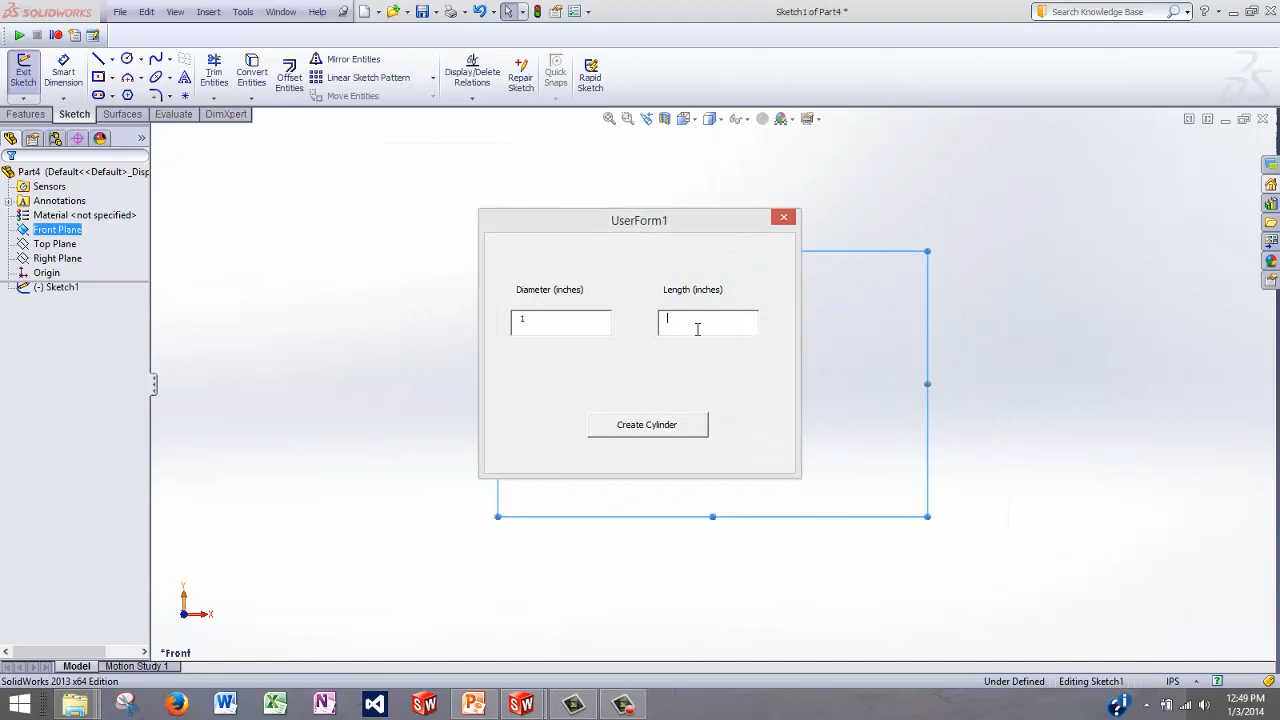 SOLIDWORKS File Edit View Insert Tools Window Help Sketch1 of Part4 * Search Knowledge Base
Exit Sketch
Smart Dimension
Trim Entities
Convert Entities
Offset Entities
Mirror Entities
Linear Sketch Pattern
Move Entities
Display/Delete Relations
Repair Sketch
Quick Snaps
Rapid Sketch
Features Sketch Surfaces Evaluate DimXpert
Part4 (Default<<Default>_Disp
Sensors
Annotations
Material <not specified>
Front Plane
Top Plane
Right Plane
Origin
(-) Sketch1
UserForm1
Diameter (inches) Length (inches)
1
Create Cylinder
Y
X
*Front
Model Motion Study 1
SolidWorks 2013 x64 Edition Under Defined Editing Sketch1 IPS
12:49 PM
1/3/2014